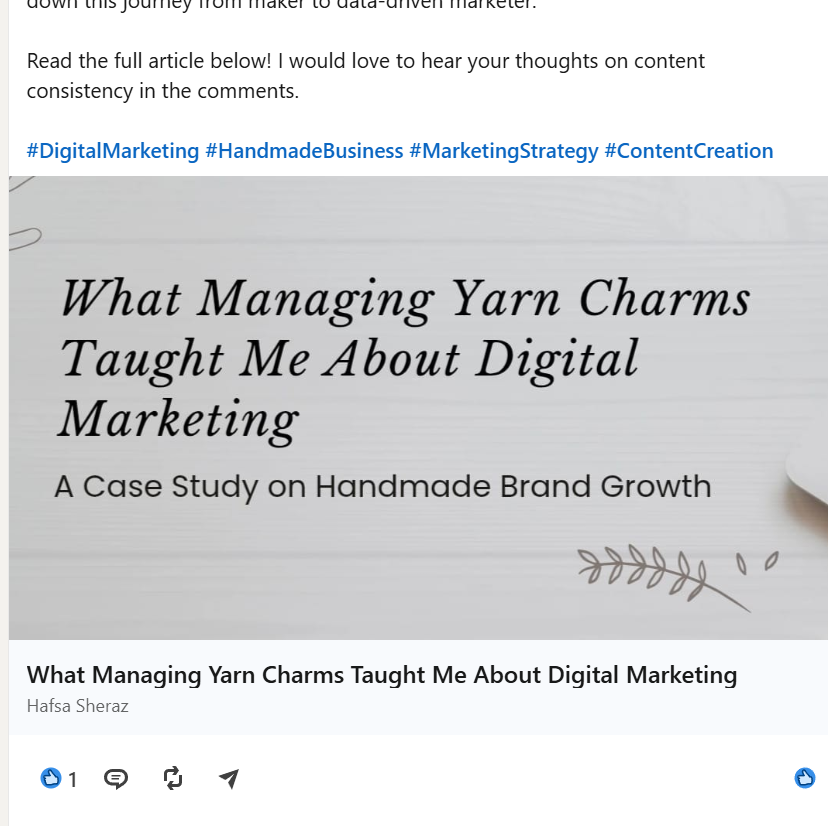 down this journey from maker to data-driven marketer.
Read the full article below! I would love to hear your thoughts on content
consistency in the comments.
#DigitalMarketing #HandmadeBusiness #MarketingStrategy #ContentCreation
What Managing Yarn Charms
Taught Me About Digital
Marketing
A Case Study on Handmade Brand Growth
What Managing Yarn Charms Taught Me About Digital Marketing
Hafsa Sheraz
1